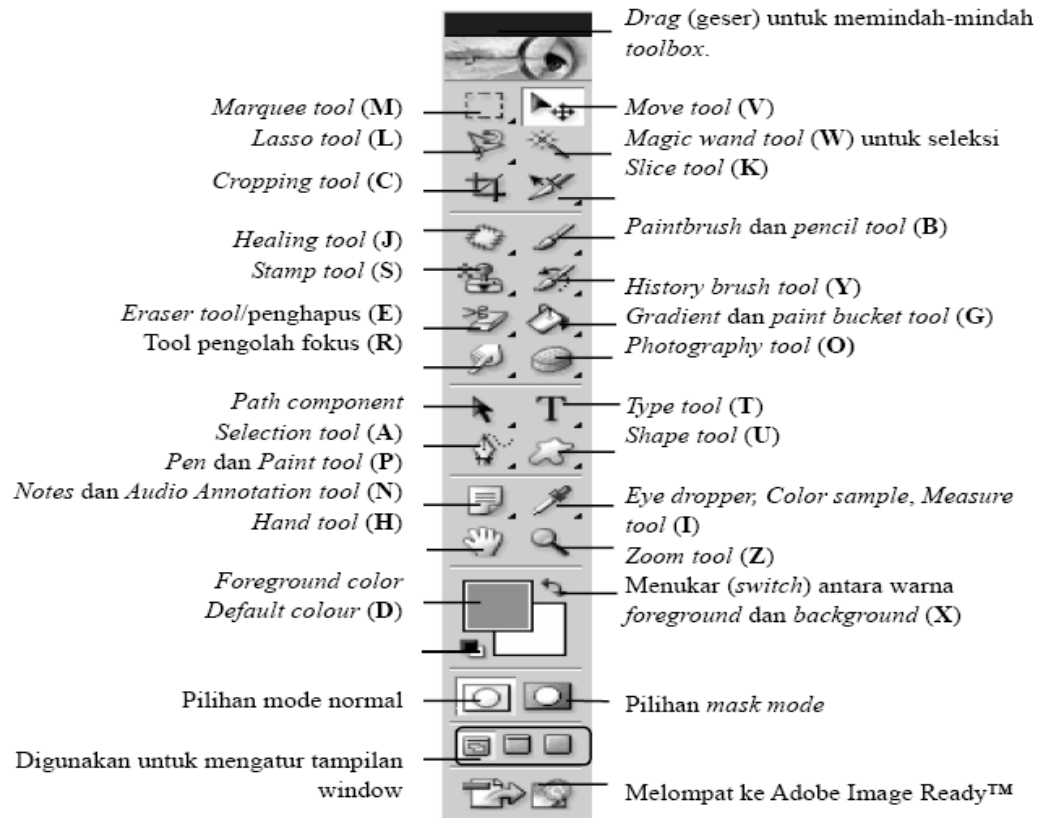 Drag (geser) untuk memindah-mindah
toolbox.
Marquee tool (M)
Move tool (V)
Lasso tool (L)
Magic wand tool (W) untuk seleksi
Slice tool (K)
Cropping tool (C)
Paintbrush dan pencil tool (B)
Healing tool (J)
Stamp tool (S)
History brush tool (Y)
Eraser tool/penghapus (E)
Gradient dan paint bucket tool (G)
Tool pengolah fokus (R)
Photography tool (O)
Path component
Selection tool (A)
Type tool (T)
Shape tool (U)
Pen dan Paint tool (P)
Notes dan Audio Annotation tool (N)
Eye dropper, Color sample, Measure
tool (I)
Hand tool (H)
Zoom tool (Z)
Foreground color
Default colour (D)
Menukar (switch) antara warna
foreground dan background (X)
Pilihan mode normal
Pilihan mask mode
Digunakan untuk mengatur tampilan
window
Melompat ke Adobe Image Ready™